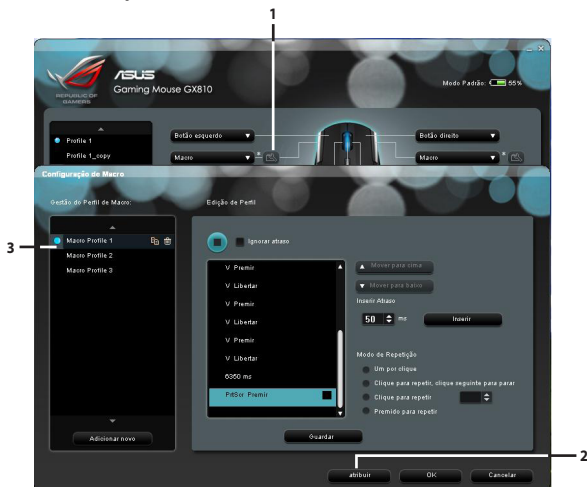 1
ASUS
REPUBLIC OF
GAMERS
Gaming Mouse GX810
Modo Padrão: 55%
Profile 1
Profile 1_copy
Botão esquerdo
Botão direito
Macro
Macro
Configuração de Macro
Gestão do Perfil de Macro:
Edição de Perfil
3
Macro Profile 1
Macro Profile 2
Macro Profile 3
Adicionar novo
Ignorar atraso
V Premir
V Libertar
V Premir
V Libertar
V Premir
V Libertar
6360 ms
PrtScr Premir
Mover para cima
Mover para baixo
Inserir Atraso
50 ms
Inserir
Modo de Repetição
Um por clique
Clique para repetir, clique seguinte para parar
Clique para repetir
Premido para repetir
Guardar
2
atribuir
OK
Cancelar